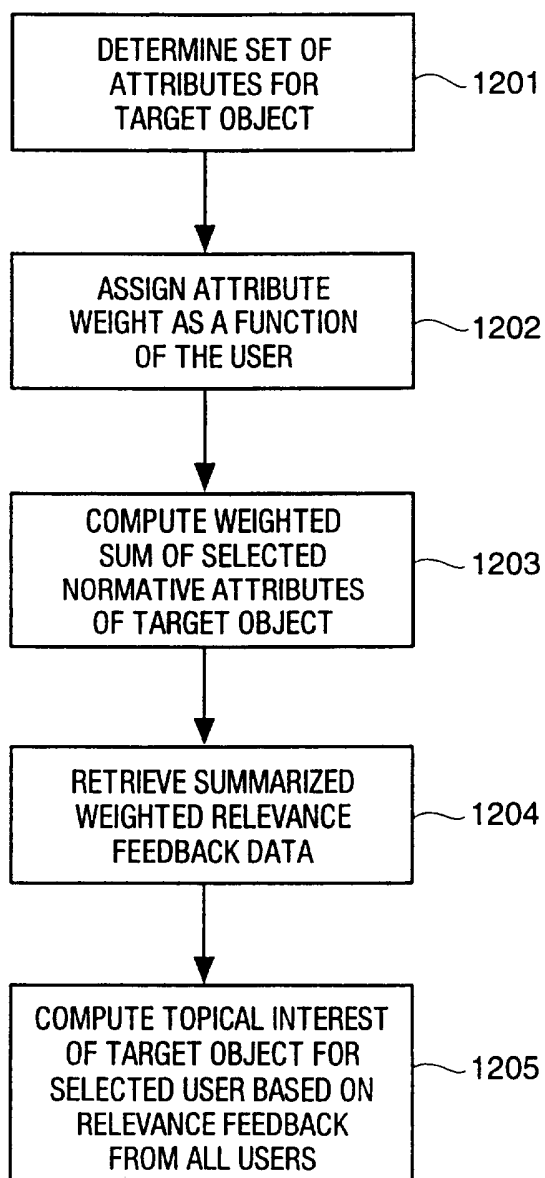 DETERMINE SET OF
ATTRIBUTES FOR
TARGET OBJECT
1201
ASSIGN ATTRIBUTE
WEIGHT AS A FUNCTION
OF THE USER
1202
COMPUTE WEIGHTED
SUM OF SELECTED
NORMATIVE ATTRIBUTES
OF TARGET OBJECT
1203
RETRIEVE SUMMARIZED
WEIGHTED RELEVANCE
FEEDBACK DATA
1204
COMPUTE TOPICAL INTEREST
OF TARGET OBJECT FOR
SELECTED USER BASED ON
RELEVANCE FEEDBACK
FROM ALL USERS
1205